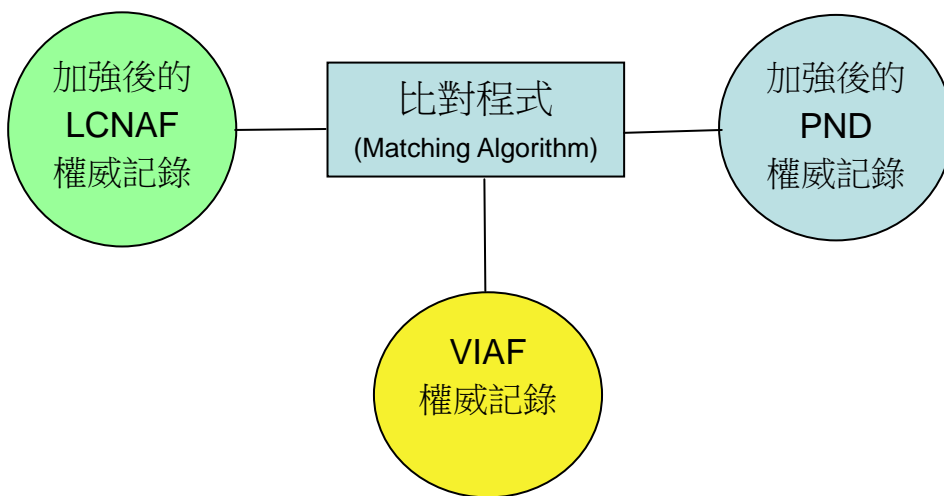 加強後的
LCNAF
權威記錄
比對程式
(Matching Algorithm)
加強後的
PND
權威記錄
VIAF
權威記錄